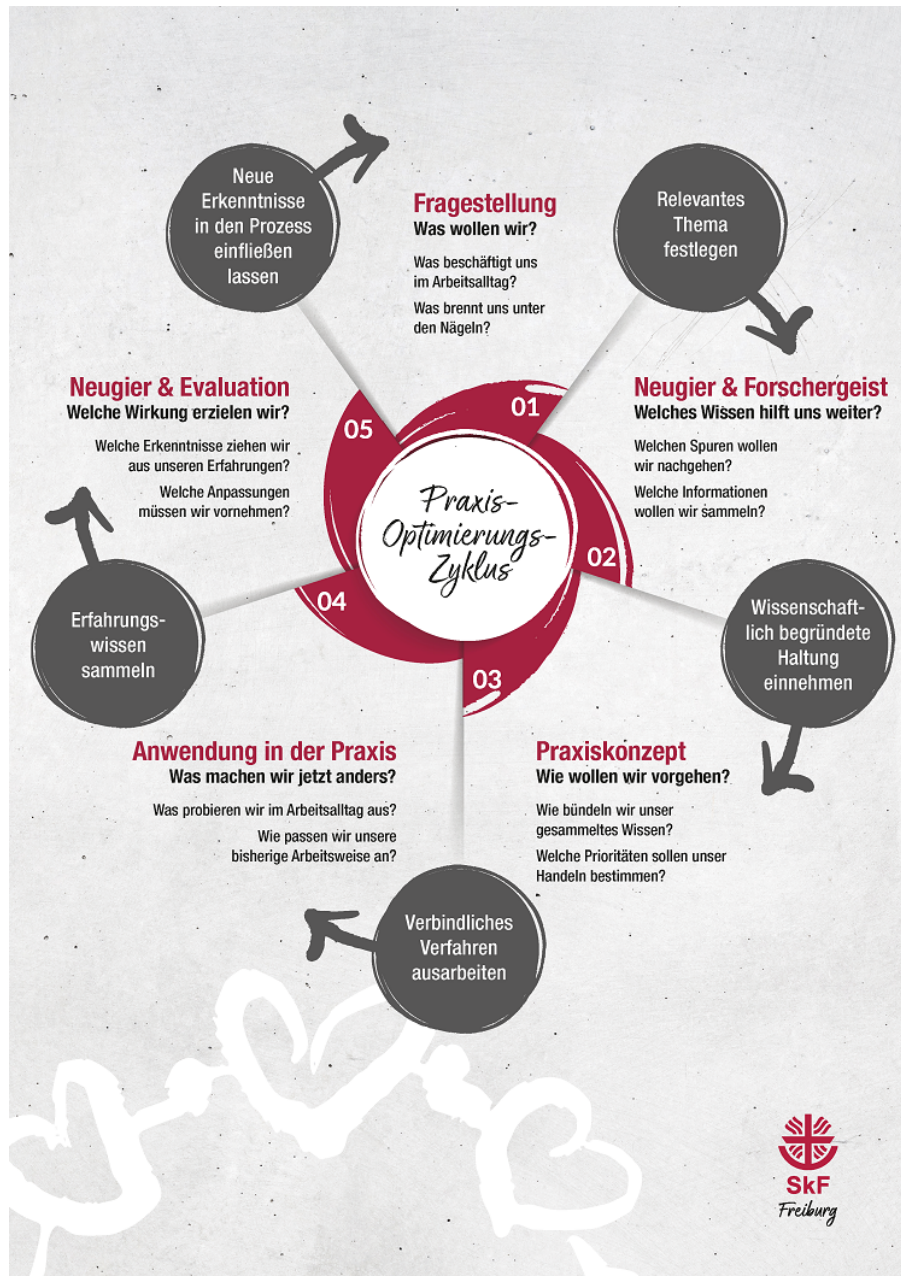 Praxis-
Optimierungs-
Zyklus
01
Fragestellung
Was wollen wir?
Was beschäftigt uns
im Arbeitsalltag?
Was brennt uns unter
den Nägeln?
Relevantes
Thema
festlegen
02
Neugier & Forschergeist
Welches Wissen hilft uns weiter?
Welchen Spuren wollen
wir nachgehen?
Welche Informationen
wollen wir sammeln?
Wissenschaft-
lich begründete
Haltung
einnehmen
03
Praxiskonzept
Wie wollen wir vorgehen?
Wie bündeln wir unser
gesammeltes Wissen?
Welche Prioritäten sollen unser
Handeln bestimmen?
Verbindliches
Verfahren
ausarbeiten
04
Anwendung in der Praxis
Was machen wir jetzt anders?
Was probieren wir im Arbeitsalltag aus?
Wie passen wir unsere
bisherige Arbeitsweise an?
Erfahrungs-
wissen
sammeln
05
Neugier & Evaluation
Welche Wirkung erzielen wir?
Welche Erkenntnisse ziehen wir
aus unseren Erfahrungen?
Welche Anpassungen
müssen wir vornehmen?
Neue
Erkenntnisse
in den Prozess
einfließen
lassen
SkF
Freiburg